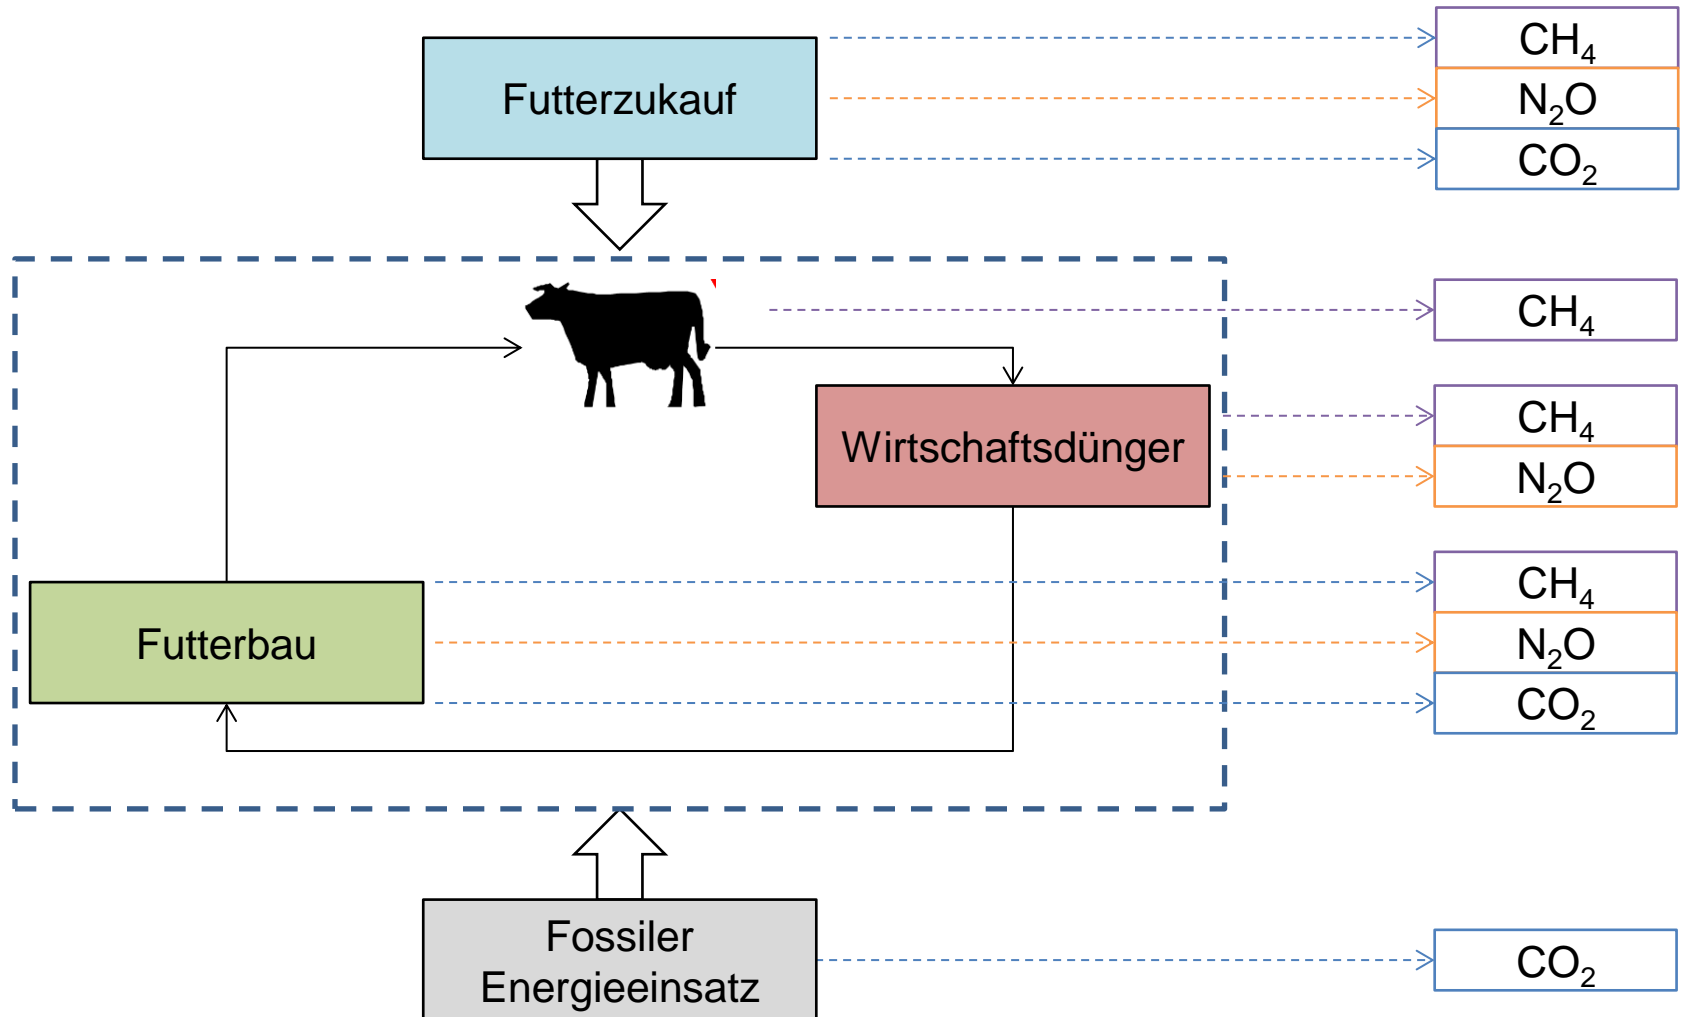 CH₄
Futterzukauf
N₂O
CO₂
CH₄
CH₄
Wirtschaftsdünger
N₂O
CH₄
Futterbau
N₂O
CO₂
Fossiler
Energieeinsatz
CO₂